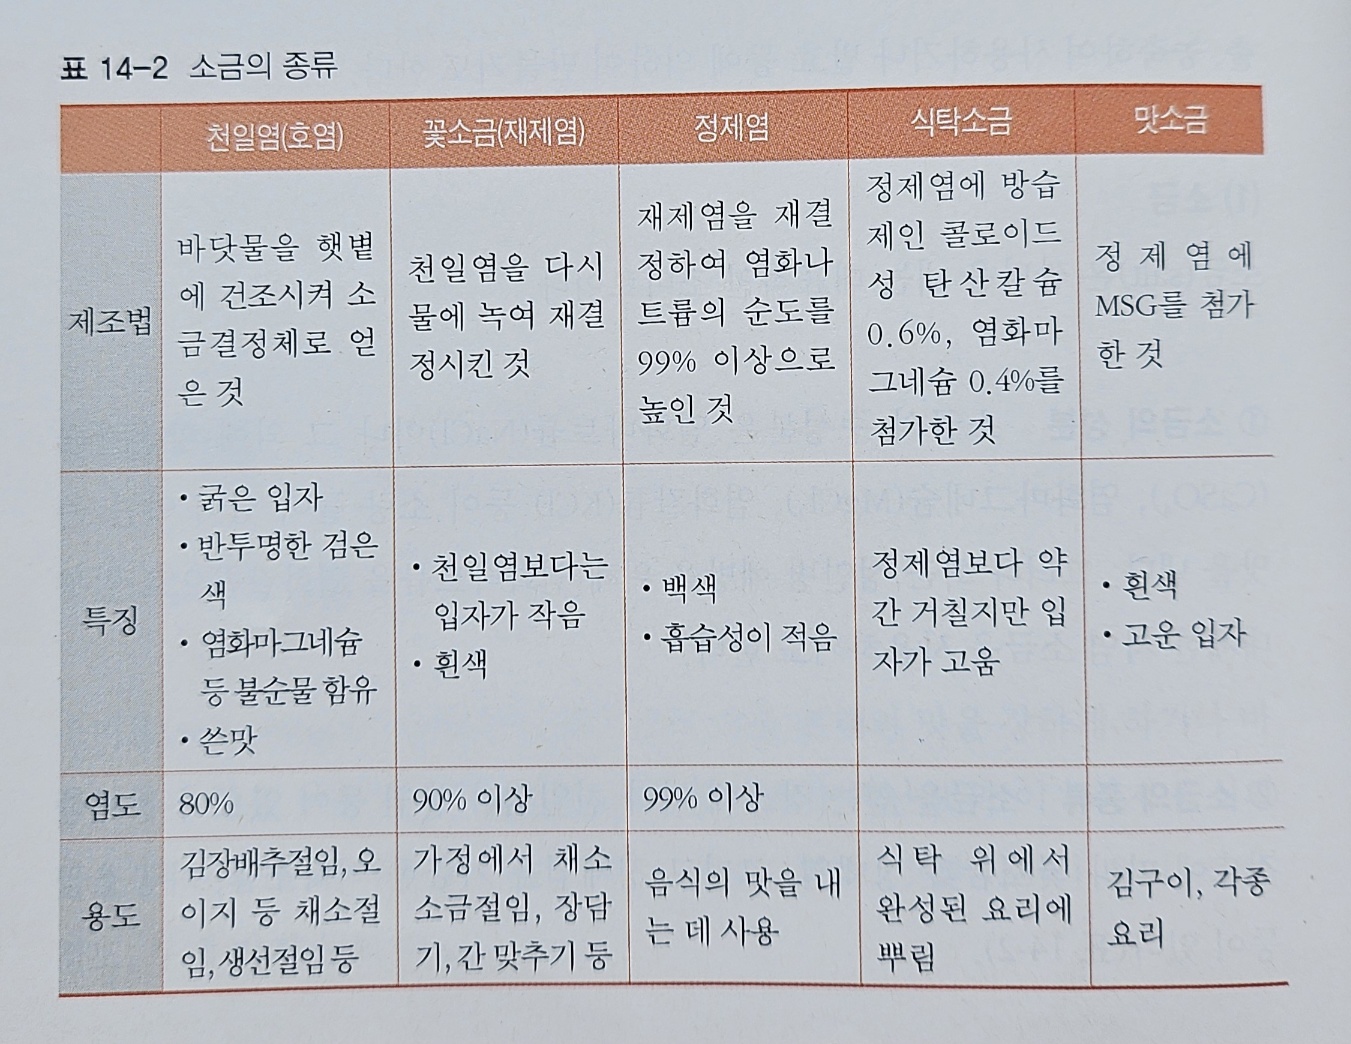 표 14-2 소금의 종류
천일염(호염) 꽃소금(재제염) 정제염 식탁소금 맛소금
제조법
바닷물을 햇볕
에 건조시켜 소
금결정체로 얻
은 것
천일염을 다시
물에 녹여 재결
정시킨 것
재제염을 재결
정하여 염화나
트륨의 순도를
99% 이상으로
높인 것
정제염에 방습
제인 콜로이드
성 탄산칼슘
0.6%, 염화마
그네슘 0.4%를
첨가한 것
정제염에
MSG를 첨가
한 것
특징
• 굵은 입자
• 반투명한 검은
색
• 염화마그네슘
등 불순물 함유
• 쓴맛
• 천일염보다는
입자가 작음
• 흰색
• 백색
• 흡습성이 적음
정제염보다 약
간 거칠지만 입
자가 고움
• 흰색
• 고운 입자
염도
80%
90% 이상
99% 이상
용도
김장배추절임, 오
이지 등 채소절
임, 생선절임 등
가정에서 채소
소금절임, 장담
기, 간 맞추기 등
음식의 맛을 내
는 데 사용
식탁 위에서
완성된 요리에
뿌림
김구이, 각종
요리